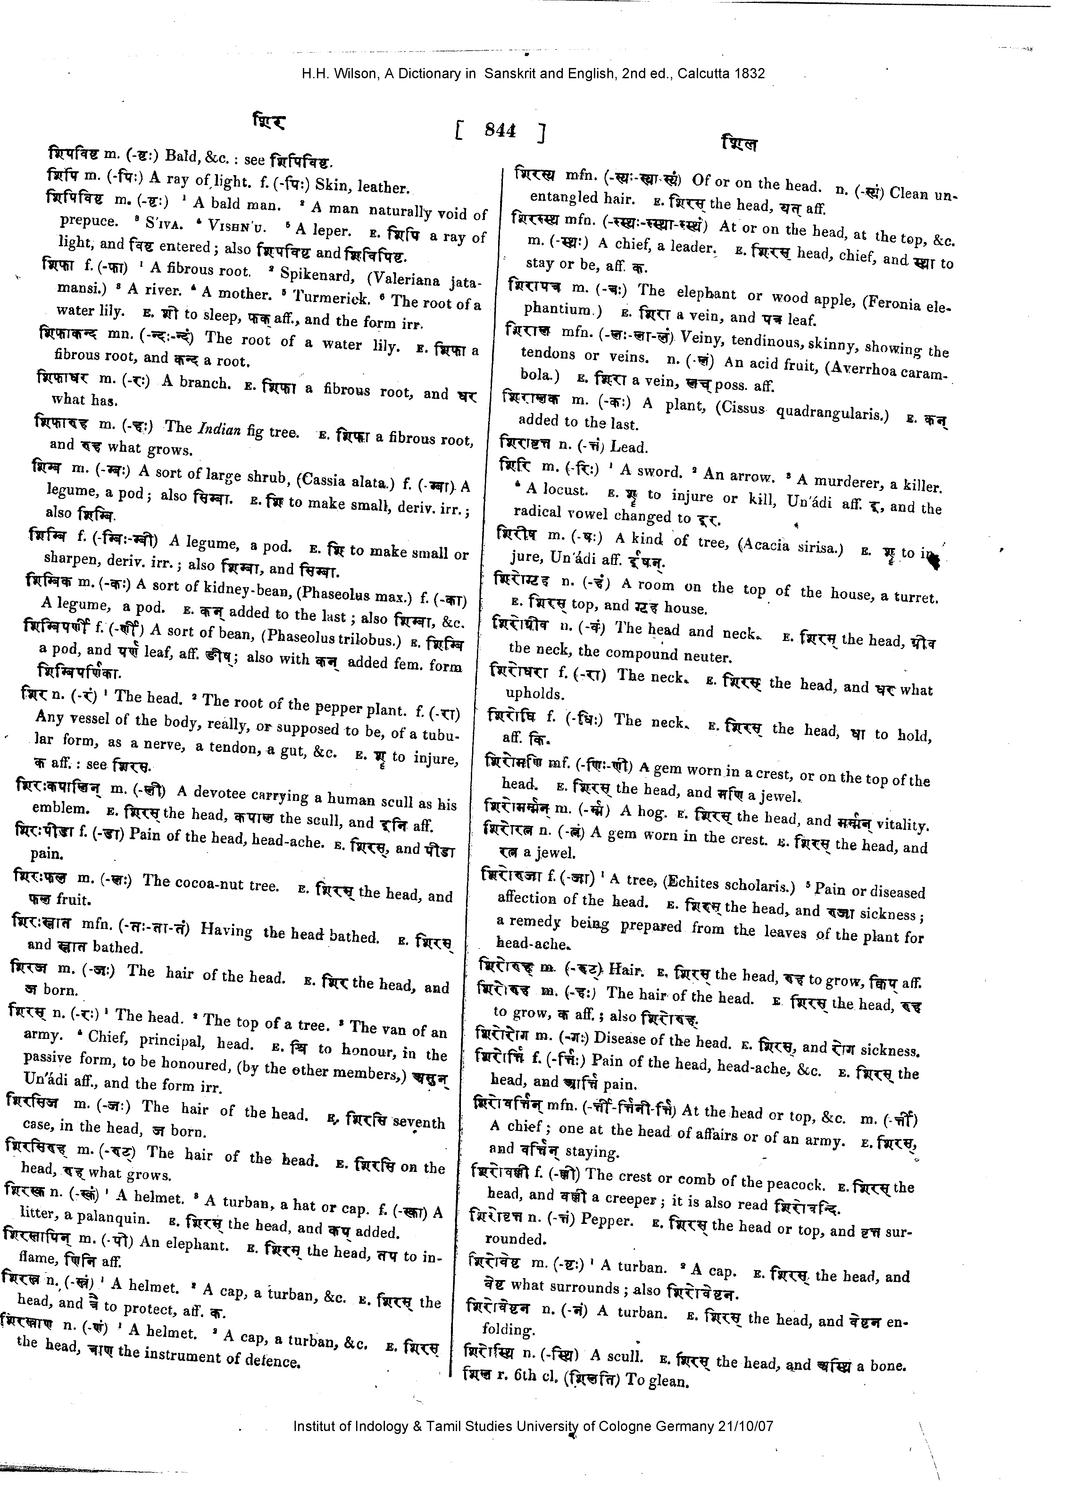 H.H. Wilson, A Dictionary in Sanskrit and English, 2nd ed., Calcutta 1832
शिर
[ 844 ]
शिल
शिपविष्ट m. (-ष्टः) Bald, &c. : see शिपिविष्ट.
शिपि m. (-पिः) A ray of light. f. (-पिः) Skin, leather.
शिपिविष्ट m. (-ष्टः) ¹ A bald man. ² A man naturally void of
prepuce. ³ S'IVA. ⁴ VISHN'U. ⁵ A leper. E. शिपि a ray of
light, and विष्ट entered ; also शिपविष्ट and शिविपिष्ट.
शिफा f. (-फा) ¹ A fibrous root. ² Spikenard, (Valeriana jata-
mansi.) ³ A river. ⁴ A mother. ⁵ Turmerick. ⁶ The root of a
water lily. E. शी to sleep, फक् aff., and the form irr.
शिफाकन्द mn. (-न्दः-न्दं) The root of a water lily. E. शिफा a
fibrous root, and कन्द a root.
शिफाधर m. (-रः) A branch. E. शिफा a fibrous root, and धर
what has.
शिफारुह m. (-हः) The Indian fig tree. E. शिफा a fibrous root,
and रुह what grows.
शिम्ब m. (-म्बः) A sort of large shrub, (Cassia alata.) f. (-म्बा) A
legume, a pod ; also सिम्बा. E. शि to make small, deriv. irr. ;
also शिम्बि.
शिम्बि f. (-म्बिः-म्बी) A legume, a pod. E. शि to make small or
sharpen, deriv. irr. ; also शिम्बा, and सिम्बा.
शिम्बिक m. (-कः) A sort of kidney-bean, (Phaseolus max.) f. (-का)
A legume, a pod. E. कन् added to the last ; also शिम्बा, &c.
शिम्बिपर्णी f. (-र्णी) A sort of bean, (Phaseolus trilobus.) E. शिम्बि
a pod, and पर्ण leaf, aff. ङीष्; also with कन् added fem. form
शिम्बिपर्णिका.
शिर n. (-रं) ¹ The head. ² The root of the pepper plant. f. (-रा)
Any vessel of the body, really, or supposed to be, of a tubu-
lar form, as a nerve, a tendon, a gut, &c. E. शॄ to injure,
क aff. : see शिरस्.
शिरःकपालिन् m. (-ली) A devotee carrying a human scull as his
emblem. E. शिरस् the head, कपाल the scull, and इनि aff.
शिरःपीडा f. (-डा) Pain of the head, head-ache. E. शिरस्, and पीडा
pain.
शिरःफल m. (-लः) The cocoa-nut tree. E. शिरस् the head, and
फल fruit.
शिरःस्नात mfn. (-तः-ता-तं) Having the head bathed. E. शिरस्
and स्नात bathed.
शिरज m. (-जः) The hair of the head. E. शिर the head, and
ज born.
शिरस् n. (-रः) ¹ The head. ² The top of a tree. ³ The van of an
army. ⁴ Chief, principal, head. E. श्रि to honour, in the
passive form, to be honoured, (by the other members,) असुन्
Un'ádi aff., and the form irr.
शिरसिज m. (-जः) The hair of the head. E. शिरसि seventh
case, in the head, ज born.
शिरसिरुह m. (-रुट्) The hair of the head. E. शिरसि on the
head, रुह what grows.
शिरस्क n. (-स्कं) ¹ A helmet. ² A turban, a hat or cap. f. (-स्का) A
litter, a palanquin. E. शिरस् the head, and कप् added.
शिरस्तापिन् m. (-पी) An elephant. E. शिरस् the head, तप to in-
flame, णिनि aff.
शिरस्त्र n. (-स्त्रं) ¹ A helmet. ² A cap, a turban, &c. E. शिरस् the
head, and त्रै to protect, aff. क.
शिरस्त्राण n. (-णं) ¹ A helmet. ² A cap, a turban, &c. E. शिरस्
the head, त्राण the instrument of defence.
शिरस्य mfn. (-स्यः-स्या-स्यं) Of or on the head. n. (-स्यं) Clean un-
entangled hair. E. शिरस् the head, यत् aff.
शिरस्स्थ mfn. (-स्स्थः-स्स्था-स्स्थं) At or on the head, at the top, &c.
m. (-स्थः) A chief, a leader. E. शिरस् head, chief, and स्था to
stay or be, aff. क.
शिरापत्र m. (-त्रः) The elephant or wood apple, (Feronia ele-
phantium.) E. शिरा a vein, and पत्र leaf.
शिराल mfn. (-लः-ला-लं) Veiny, tendinous, skinny, showing the
tendons or veins. n. (-लं) An acid fruit, (Averrhoa caram-
bola.) E. शिरा a vein, लच् poss. aff.
शिरालक m. (-कः) A plant, (Cissus quadrangularis.) E. कन्
added to the last.
शिरावृत्त n. (-त्तं) Lead.
शिरि m. (-रिः) ¹ A sword. ² An arrow. ³ A murderer, a killer.
⁴ A locust. E. शॄ to injure or kill, Un'ádi aff. इ, and the
radical vowel changed to इर्.
शिरीष m. (-षः) A kind of tree, (Acacia sirisa.) E. शॄ to in-
jure, Un'ádi aff. ईषन्.
शिरोगृह n. (-हं) A room on the top of the house, a turret.
E. शिरस् top, and गृह house.
शिरोग्रीव n. (-वं) The head and neck. E. शिरस् the head, ग्रीव
the neck, the compound neuter.
शिरोधरा f. (-रा) The neck. E. शिरस् the head, and धर what
upholds.
शिरोधि f. (-धिः) The neck. E. शिरस् the head, धा to hold,
aff. कि.
शिरोमणि mf. (-णिः-णी) A gem worn in a crest, or on the top of the
head. E. शिरस् the head, and मणि a jewel.
शिरोमर्म्मन् m. (-र्म्मा) A hog. E. शिरस् the head, and मर्म्मन् vitality.
शिरोरत्न n. (-त्नं) A gem worn in the crest. E. शिरस् the head, and
रत्न a jewel.
शिरोरुजा f. (-जा) ¹ A tree, (Echites scholaris.) ² Pain or diseased
affection of the head. E. शिरस् the head, and रुजा sickness ;
a remedy being prepared from the leaves of the plant for
head-ache.
शिरोरुह् m. (-रुट्) Hair. E. शिरस् the head, रुह to grow, क्विप् aff.
शिरोरुह m. (-हः) The hair of the head. E. शिरस् the head, रुह
to grow, क aff. ; also शिरोरुह्.
शिरोरोग m. (-गः) Disease of the head. E. शिरस्, and रोग sickness.
शिरोर्त्ति f. (-र्त्तिः) Pain of the head, head-ache, &c. E. शिरस् the
head, and आर्त्ति pain.
शिरोवर्त्तिन् mfn. (-र्त्ती-र्त्तिनी-र्त्ति) At the head or top, &c. m. (-र्त्ती)
A chief ; one at the head of affairs or of an army. E. शिरस्,
and वर्त्तिन् staying.
शिरोवल्ली f. (-ल्ली) The crest or comb of the peacock. E. शिरस् the
head, and वल्ली a creeper ; it is also read
शिरोवृत्त n. (-त्तं) Pepper. E. शिरस् the head or top, and वृत्त sur-
rounded.
शिरोवेष्ट m. (-ष्टः) ¹ A turban. ² A cap. E. शिरस् the head, and
वेष्ट what surrounds ; also शिरोवेष्टन.
शिरोवेष्टन n. (-नं) A turban. E. शिरस् the head, and वेष्टन en-
folding.
शिरोस्थि n. (-स्थि) A scull. E. शिरस् the head, and अस्थि a bone.
शिल r. 6th cl. (शिलति) To glean.
Institut of Indology & Tamil Studies University of Cologne Germany 21/10/07